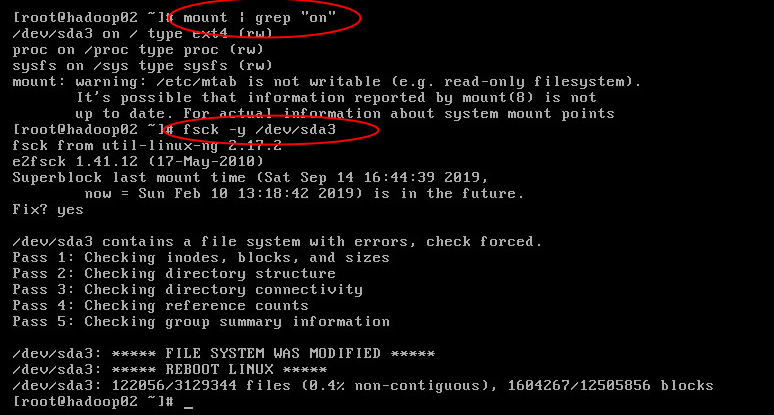 [root@hadoop02 ~]# mount | grep "on"
/dev/sda3 on / type ext4 (rw)
proc on /proc type proc (rw)
sysfs on /sys type sysfs (rw)
mount: warning: /etc/mtab is not writable (e.g. read-only filesystem).
It's possible that information reported by mount(8) is not
up to date. For actual information about system mount points
[root@hadoop02 ~]# fsck -y /dev/sda3
fsck from util-linux-ng 2.17.2
e2fsck 1.41.12 (17-May-2010)
Superblock last mount time (Sat Sep 14 16:44:39 2019,
now = Sun Feb 10 13:18:42 2019) is in the future.
Fix? yes
/dev/sda3 contains a file system with errors, check forced.
Pass 1: Checking inodes, blocks, and sizes
Pass 2: Checking directory structure
Pass 3: Checking directory connectivity
Pass 4: Checking reference counts
Pass 5: Checking group summary information
/dev/sda3: ***** FILE SYSTEM WAS MODIFIED *****
/dev/sda3: ***** REBOOT LINUX *****
/dev/sda3: 122056/3129344 files (0.4% non-contiguous), 1604267/12505856 blocks
[root@hadoop02 ~]# _